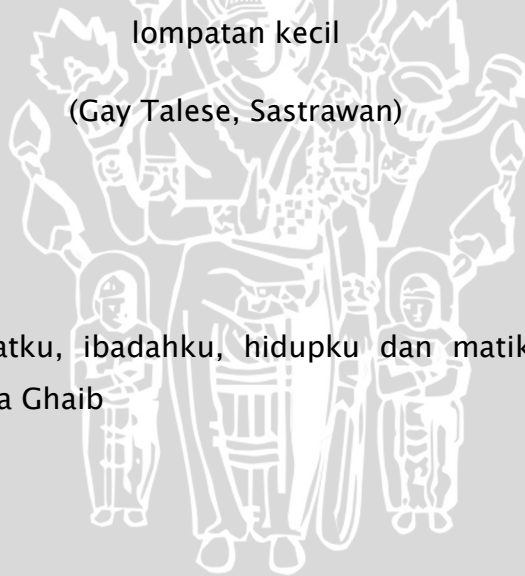 lompatan kecil
(Gay Talese, Sastrawan)
atku, ibadahku, hidupku dan matik
a Ghaib